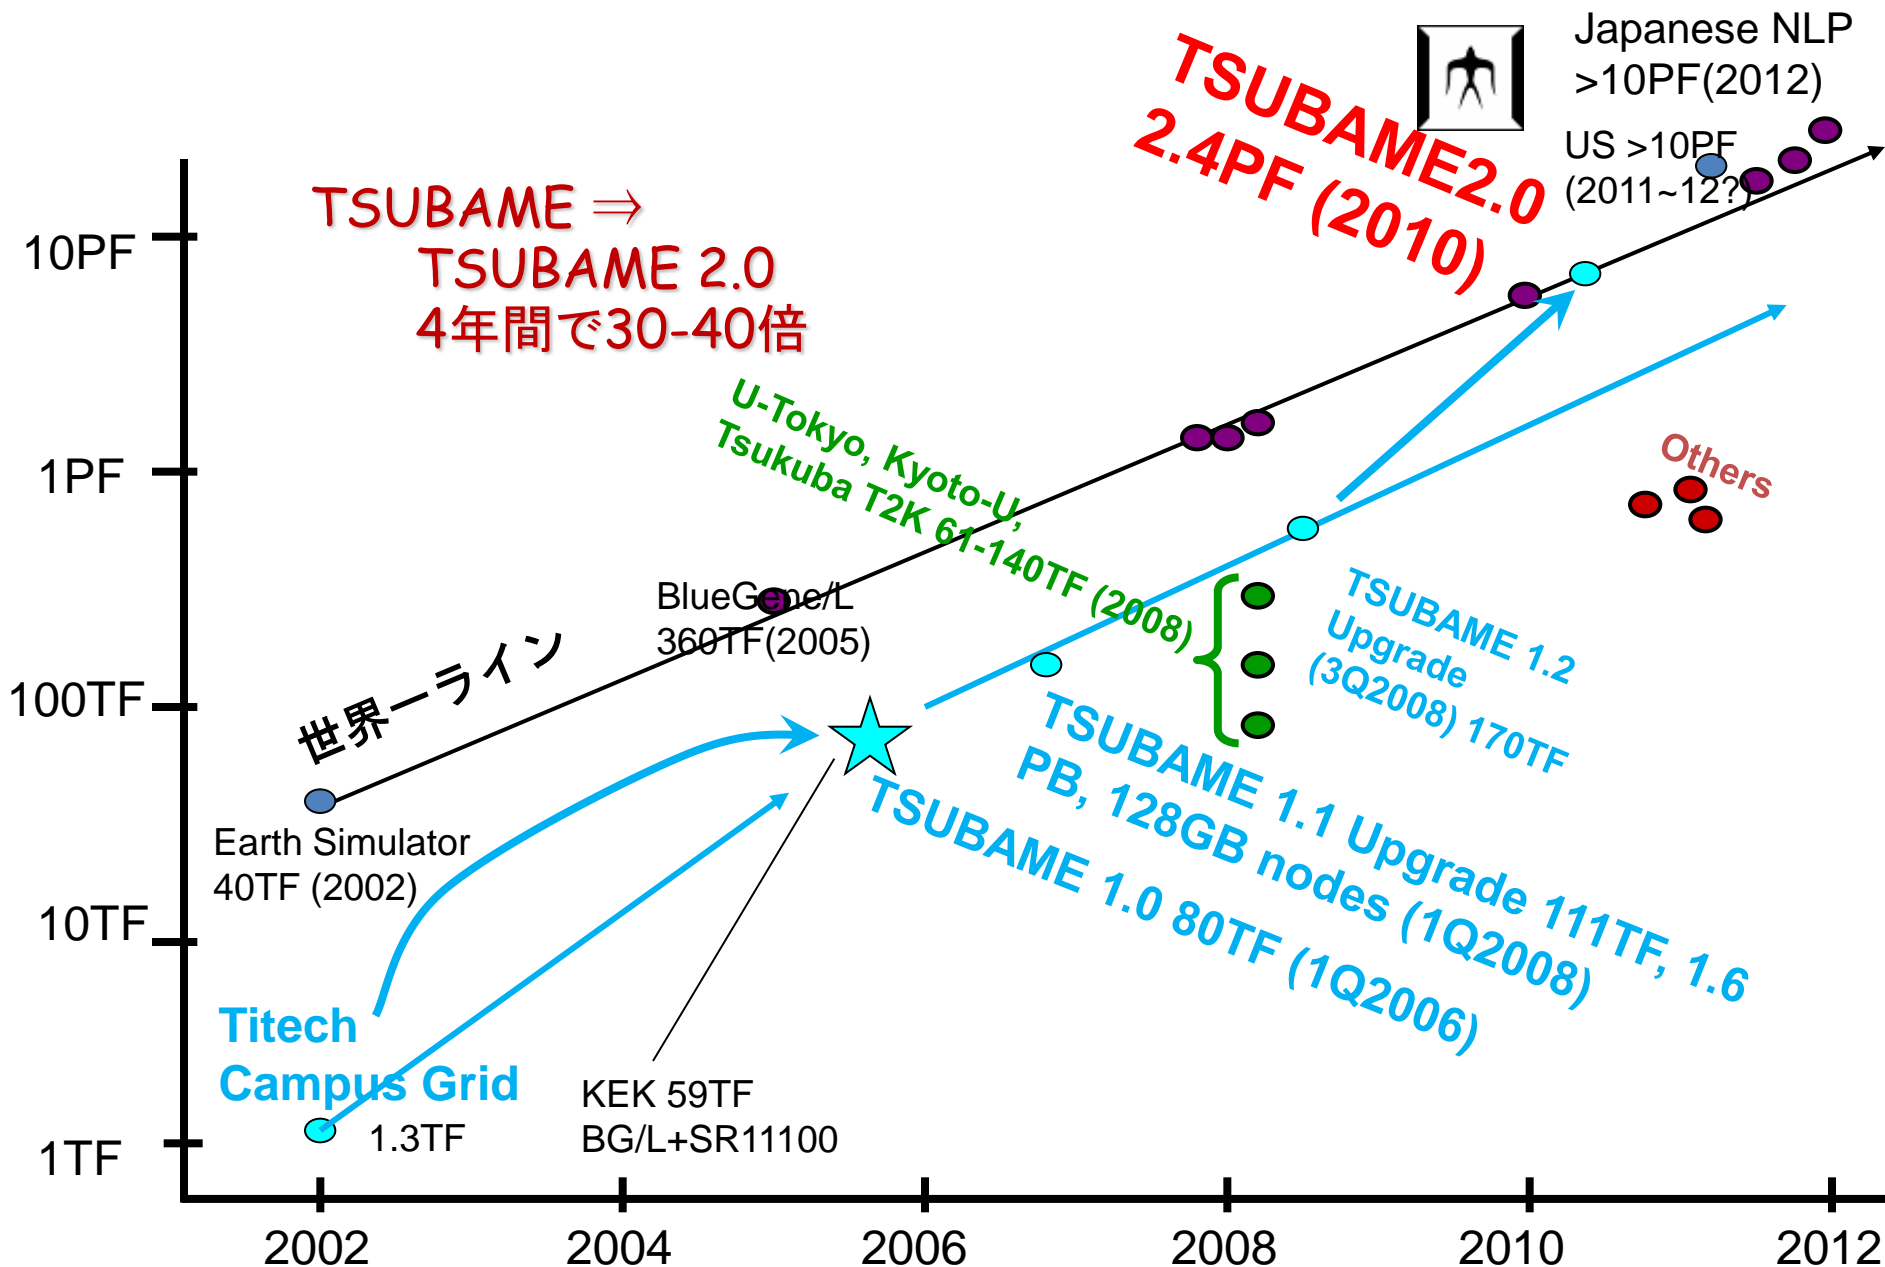 Japanese NLP
>10PF(2012)
US >10PF
(2011~12?)
TSUBAME2.0
2.4PF (2010)
TSUBAME ⇒
TSUBAME 2.0
4年間で30-40倍
10PF
1PF
100TF
10TF
1TF
U-Tokyo, Kyoto-U,
Tsukuba T2K 61-140TF (2008)
Others
BlueGene/L
360TF(2005)
世界一ライン
TSUBAME 1.2
Upgrade
(3Q2008) 170TF
Earth Simulator
40TF (2002)
TSUBAME 1.1 Upgrade 111TF, 1.6
PB, 128GB nodes (1Q2008)
TSUBAME 1.0 80TF (1Q2006)
Titech
Campus Grid
1.3TF
KEK 59TF
BG/L+SR11100
2002
2004
2006
2008
2010
2012